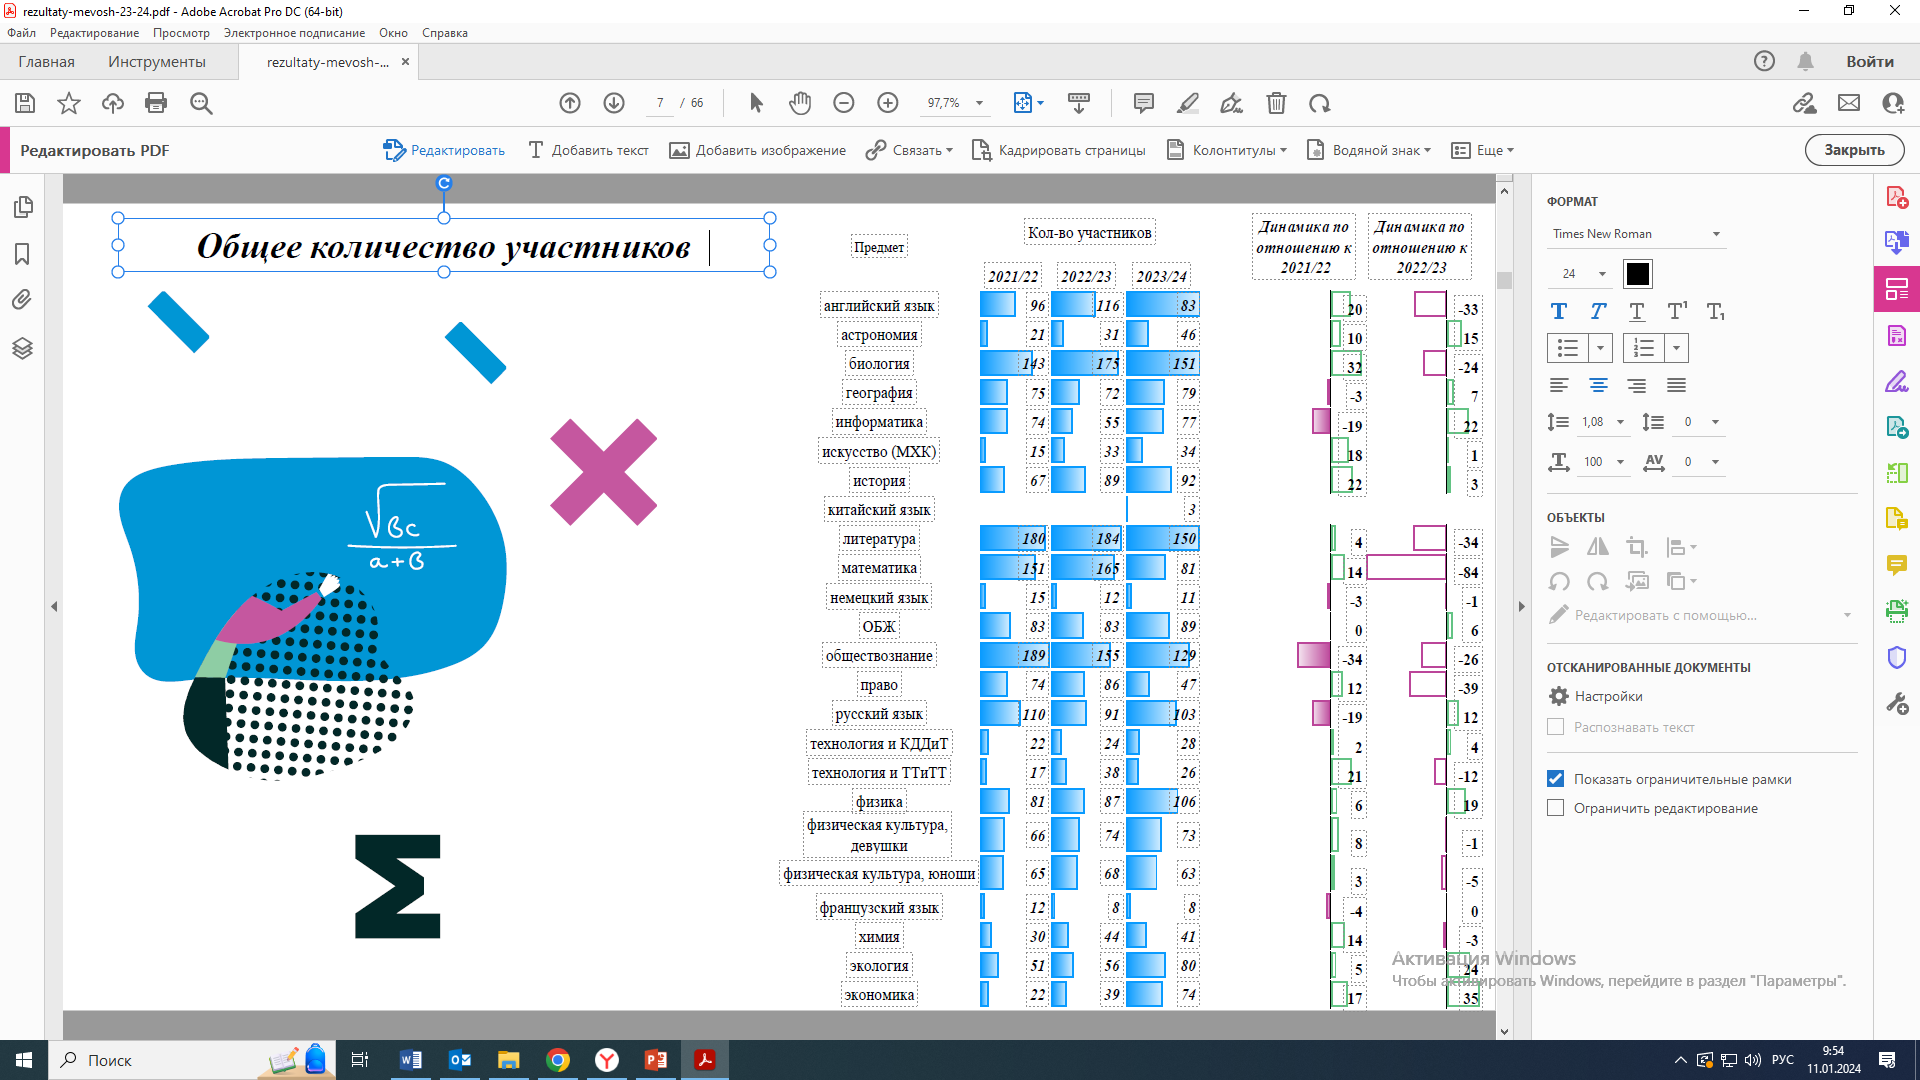 rezultaty-mevosh-23-24.pdf - Adobe Acrobat Pro DC (64-bit)
Файл Редактирование Просмотр Электронное подписание Окно Справка
Главная Инструменты rezultaty-mevosh-... × Войти
7 / 66 97,7%
Редактировать PDF Редактировать Добавить текст Добавить изображение Связать Кадрировать страницы Колонтитулы Водяной знак Еще Закрыть
Общее количество участников
Предмет Кол-во участников Динамика по отношению к 2021/22 Динамика по отношению к 2022/23
2021/22 2022/23 2023/24
английский язык 96 116 83 20 -33
астрономия 21 31 46 10 15
биология 143 175 151 32 -24
география 75 72 79 -3 7
информатика 74 55 77 -19 22
искусство (МХК) 15 33 34 18 1
история 67 89 92 22 3
китайский язык 3
литература 180 184 150 4 -34
математика 151 165 81 14 -84
немецкий язык 15 12 11 -3 -1
ОБЖ 83 83 89 0 6
обществознание 189 155 129 -34 -26
право 74 86 47 12 -39
русский язык 110 91 103 -19 12
технология и КДДиТ 22 24 28 2 4
технология и ТТиТТ 17 38 26 21 -12
физика 81 87 106 6 19
физическая культура, девушки 66 74 73 8 -1
физическая культура, юноши 65 68 63 3 -5
французский язык 12 8 8 -4 0
химия 30 44 41 14 -3
экология 51 56 80 5 24
экономика 22 39 74 17 35
√вс
а+в
ФОРМАТ
Times New Roman
24
1,08 0
100 0
ОБЪЕКТЫ
Редактировать с помощью...
ОТСКАНИРОВАННЫЕ ДОКУМЕНТЫ
Настройки
Распознавать текст
Показать ограничительные рамки
Ограничить редактирование
Активация Windows
Чтобы активировать Windows, перейдите в раздел "Параметры".
Поиск
РУС 9:54
11.01.2024